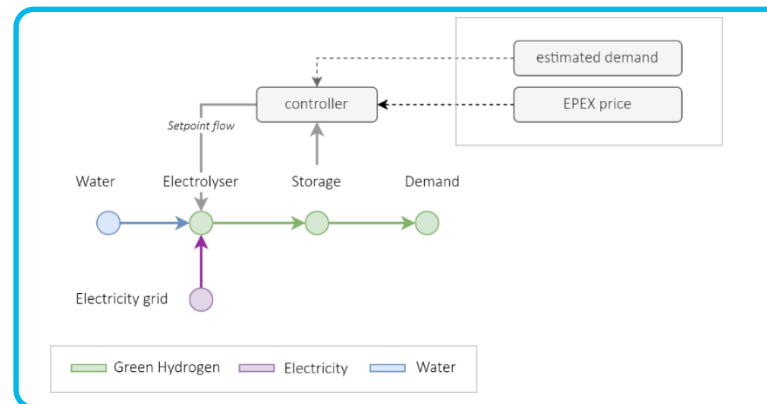 estimated demand
controller
EPEX price
Setpoint flow
Water
Electrolyser
Storage
Demand
Electricity grid
Green Hydrogen
Electricity
Water